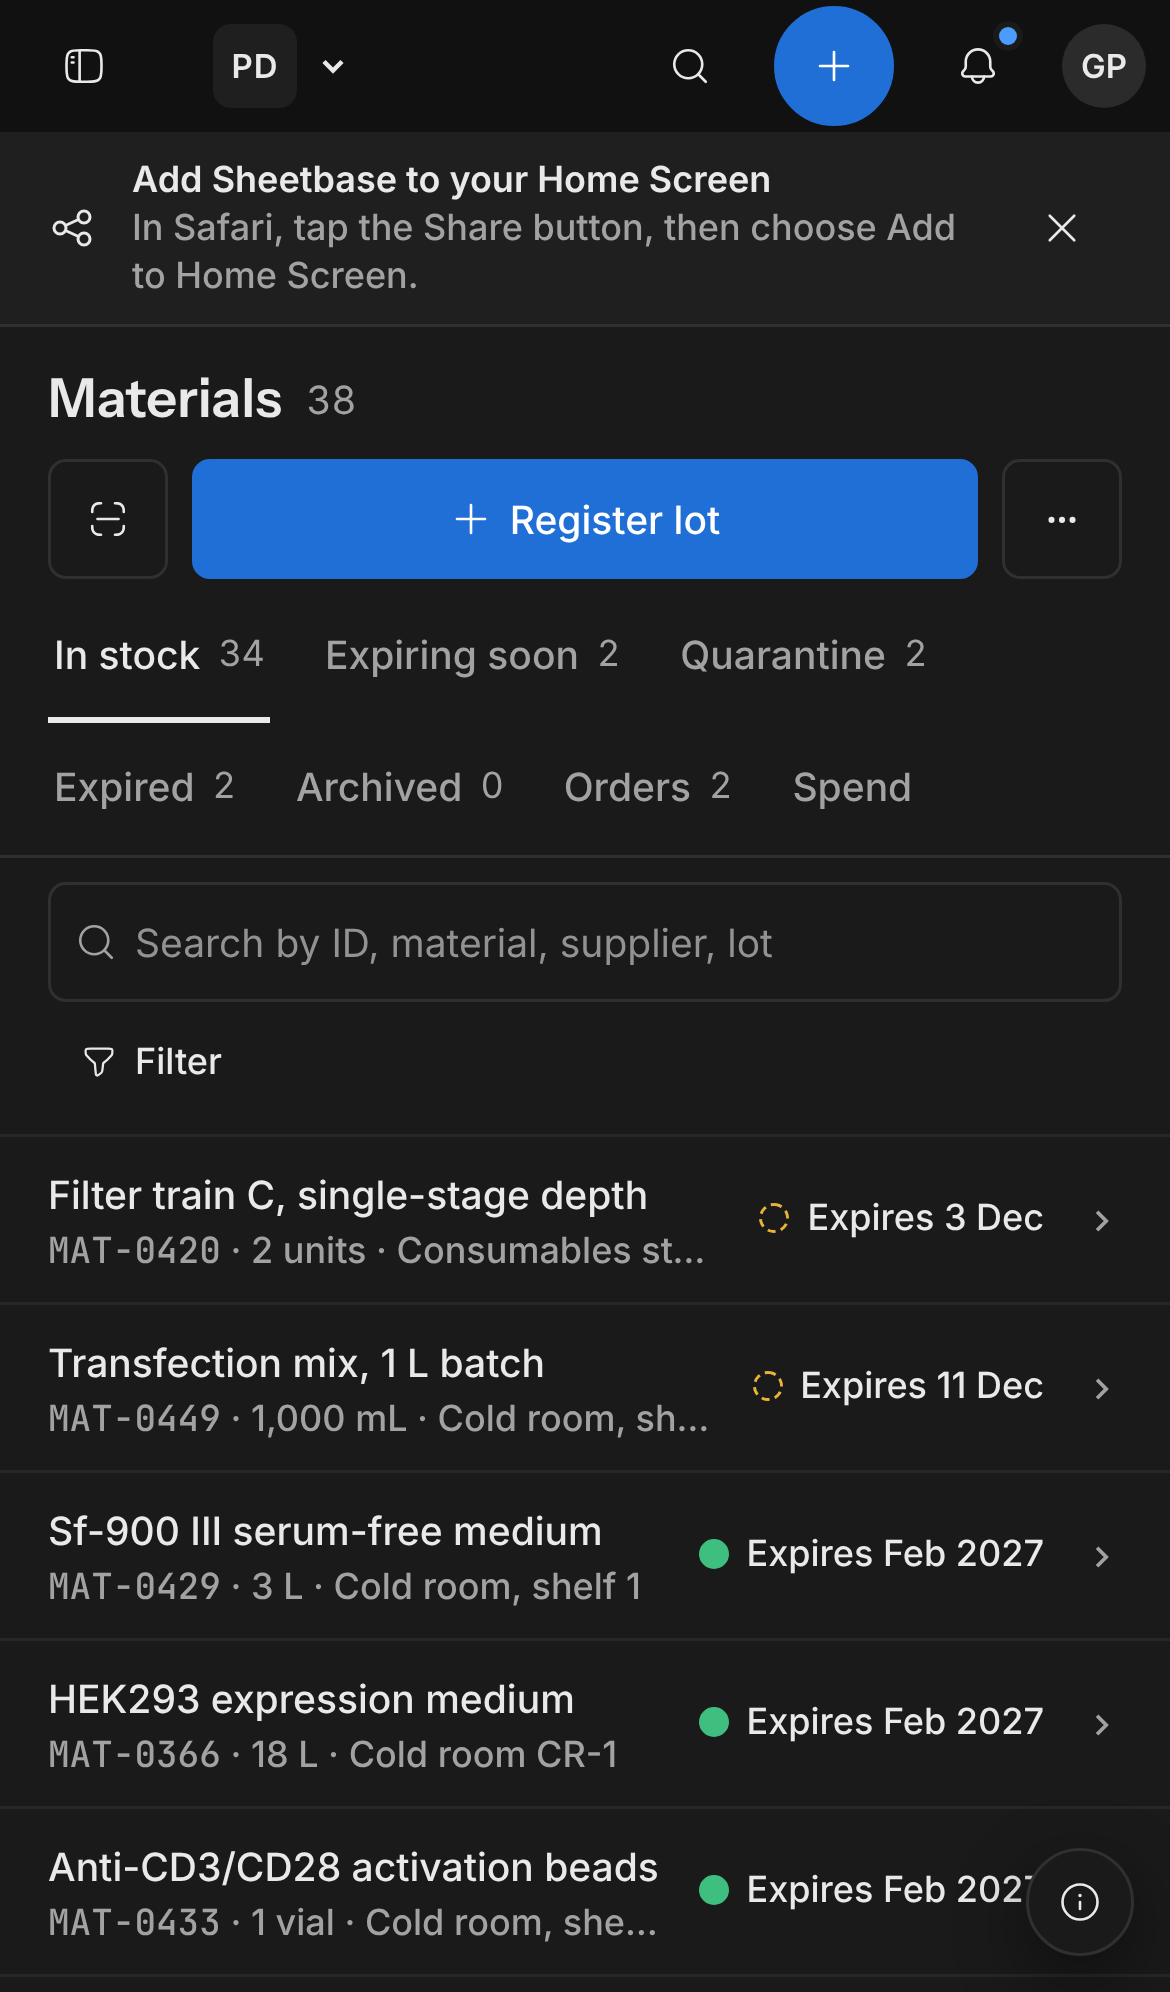 PD
GP
Add Sheetbase to your Home Screen
In Safari, tap the Share button, then choose Add
to Home Screen.
Materials 38
Register lot
In stock 34 Expiring soon 2 Quarantine 2
Expired 2 Archived 0 Orders 2 Spend
Search by ID, material, supplier, lot
Filter
Filter train C, single-stage depth
Expires 3 Dec
MAT-0420 · 2 units · Consumables st...
Transfection mix, 1 L batch
Expires 11 Dec
MAT-0449 · 1,000 mL · Cold room, sh...
Sf-900 III serum-free medium
Expires Feb 2027
MAT-0429 · 3 L · Cold room, shelf 1
HEK293 expression medium
Expires Feb 2027
MAT-0366 · 18 L · Cold room CR-1
Anti-CD3/CD28 activation beads
Expires Feb 2027
MAT-0433 · 1 vial · Cold room, she...